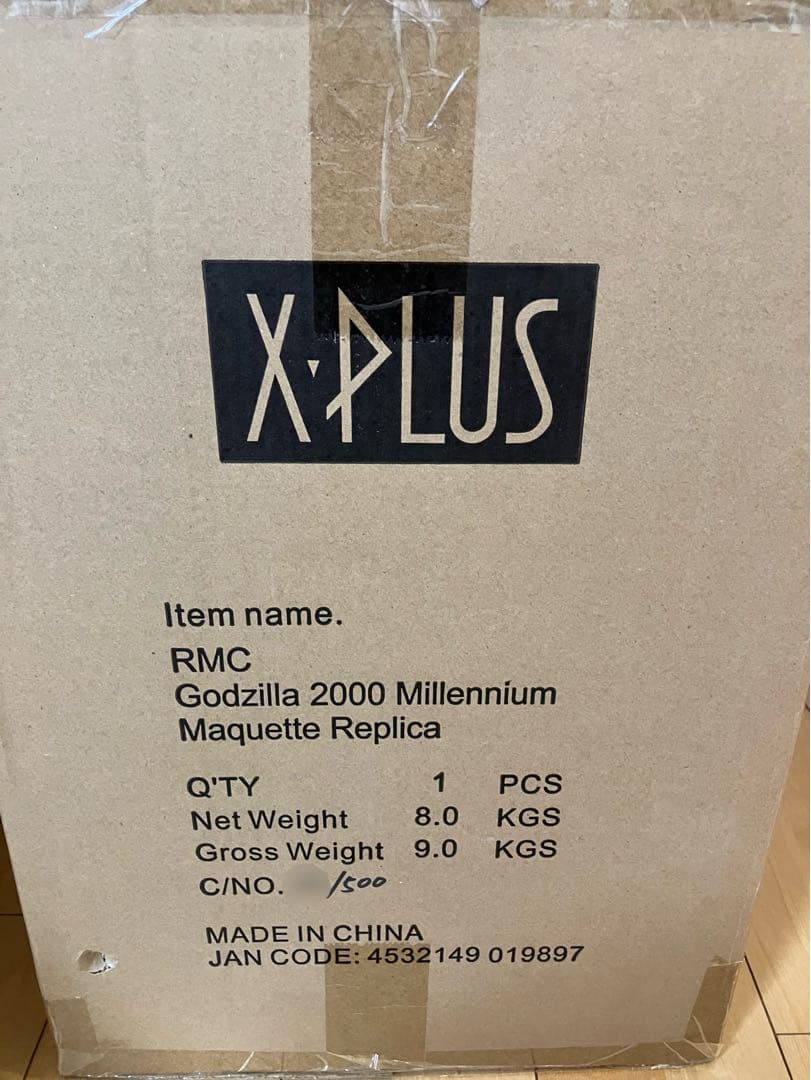 X·PLUS
Item name.
RMC
Godzilla 2000 Millennium
Maquette Replica
Q'TY 1 PCS
Net Weight 8.0 KGS
Gross Weight 9.0 KGS
C/NO. /500
MADE IN CHINA
JAN CODE: 4532149 019897